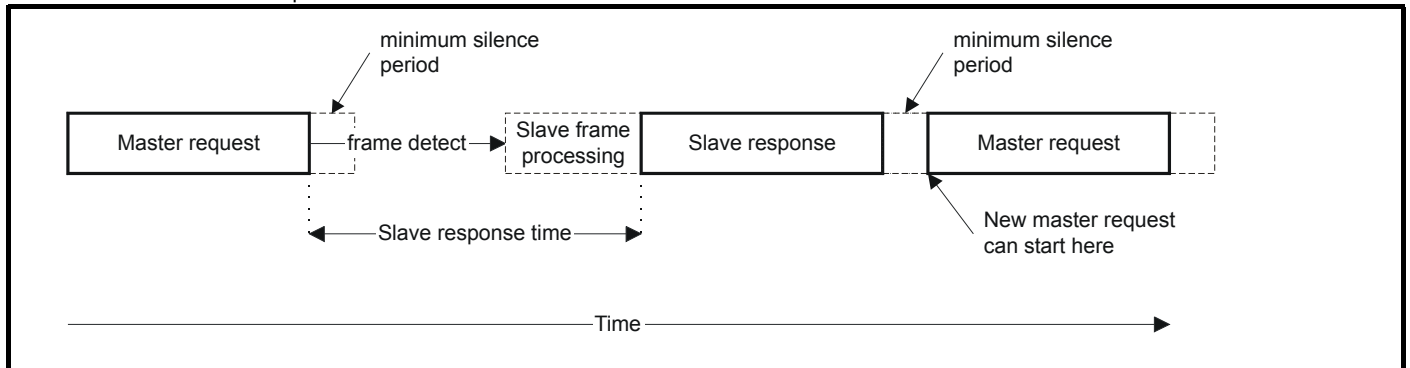 minimum silence
period
minimum silence
period
Master request
frame detect
Slave frame
processing
Slave response
Master request
Slave response time
New master request
can start here
Time